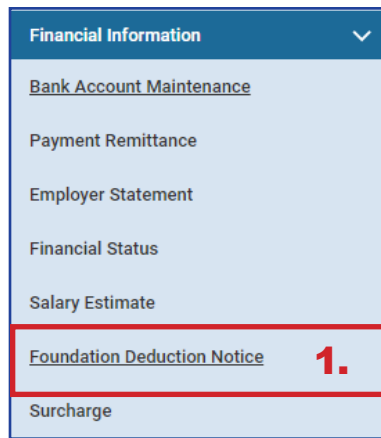 Financial Information
Bank Account Maintenance
Payment Remittance
Employer Statement
Financial Status
Salary Estimate
Foundation Deduction Notice 1.
Surcharge